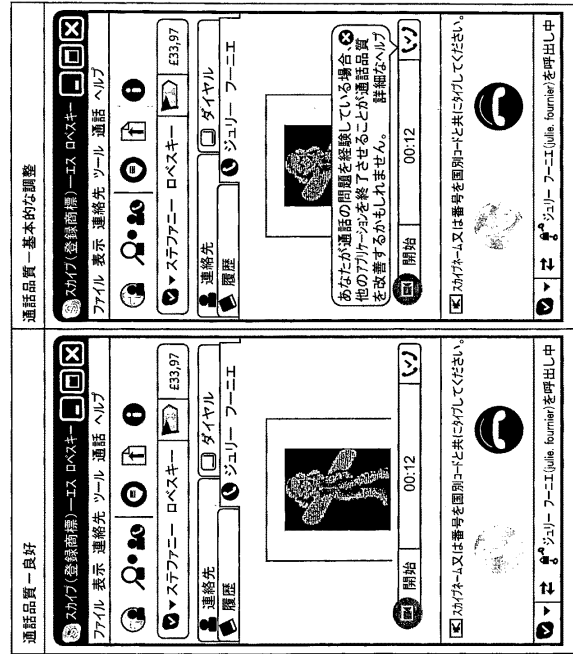 通話品質－良好
スカイプ(登録商標)－エス ロペスキー
ファイル 表示 連絡先 ツール 通話 ヘルプ
ステファニー ロペスキー £33,97
連絡先 ダイヤル
履歴 ジュリー フーニエ
開始 00:12
スカイプネーム又は番号を国別コードと共にタイプしてください。
ジュリー フーニエ(julie. fournier)を呼出し中
通話品質－基本的な調整
スカイプ(登録商標)－エス ロペスキー
ファイル 表示 連絡先 ツール 通話 ヘルプ
ステファニー ロペスキー £33,97
連絡先 ダイヤル
履歴 ジュリー フーニエ
あなたが通話の問題を経験している場合、
他のアプリケーションを終了させることが通話品質
を改善するかもしれません。 詳細なヘルプ
開始 00:12
スカイプネーム又は番号を国別コードと共にタイプしてください。
ジュリー フーニエ(julie. fournier)を呼出し中